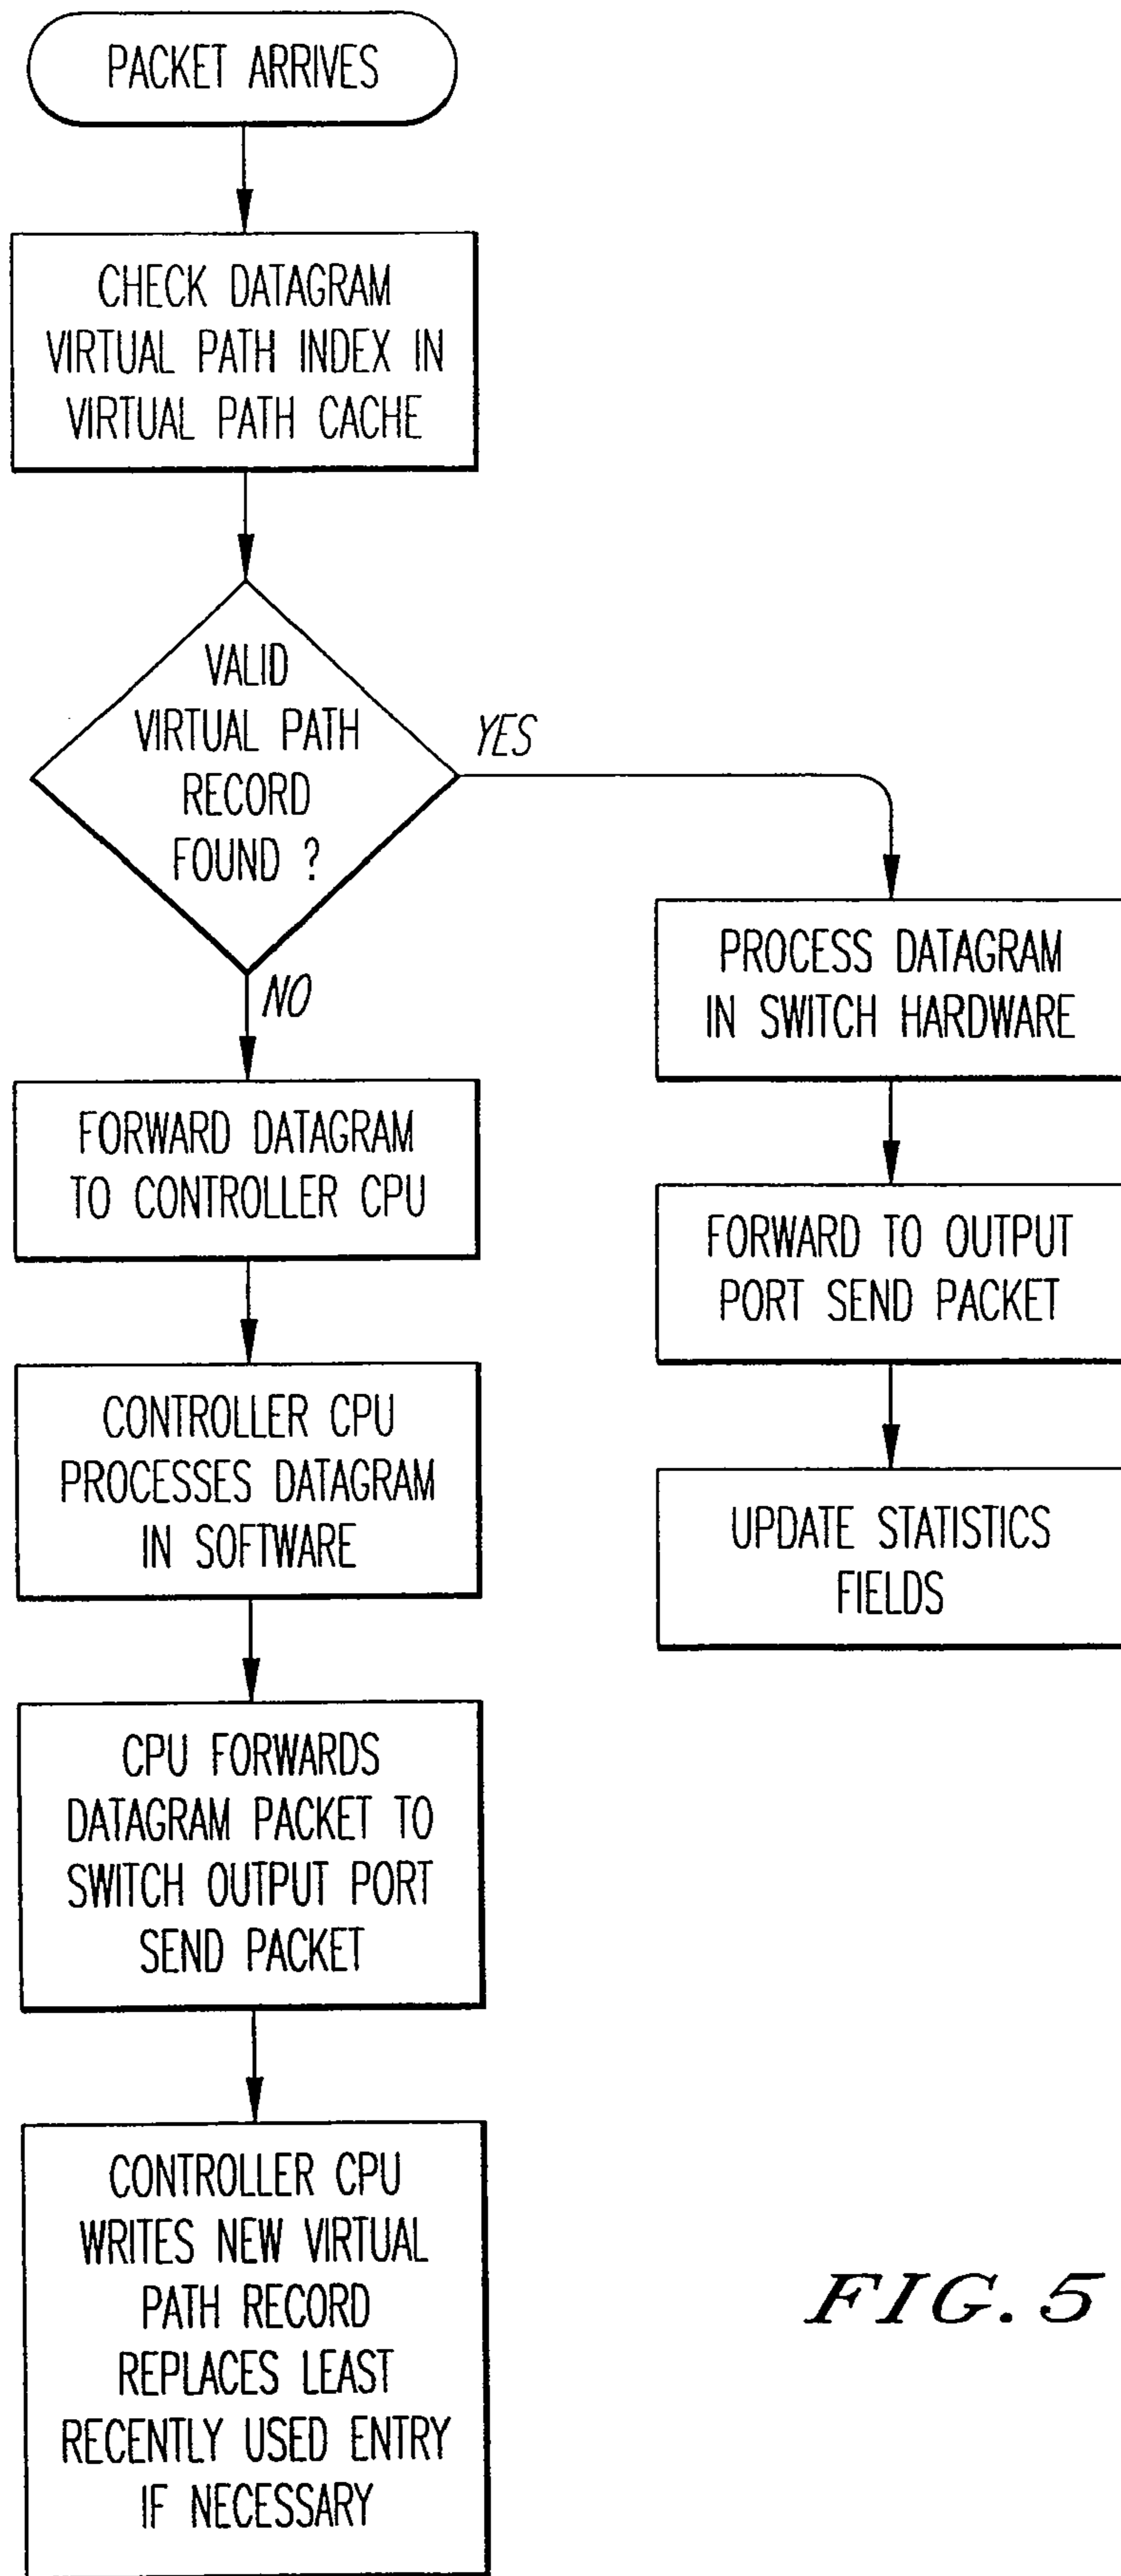 PACKET ARRIVES
CHECK DATAGRAM
VIRTUAL PATH INDEX IN
VIRTUAL PATH CACHE
VALID
VIRTUAL PATH
RECORD
FOUND ?
YES
NO
PROCESS DATAGRAM
IN SWITCH HARDWARE
FORWARD TO OUTPUT
PORT SEND PACKET
UPDATE STATISTICS
FIELDS
FORWARD DATAGRAM
TO CONTROLLER CPU
CONTROLLER CPU
PROCESSES DATAGRAM
IN SOFTWARE
CPU FORWARDS
DATAGRAM PACKET TO
SWITCH OUTPUT PORT
SEND PACKET
CONTROLLER CPU
WRITES NEW VIRTUAL
PATH RECORD
REPLACES LEAST
RECENTLY USED ENTRY
IF NECESSARY
FIG. 5